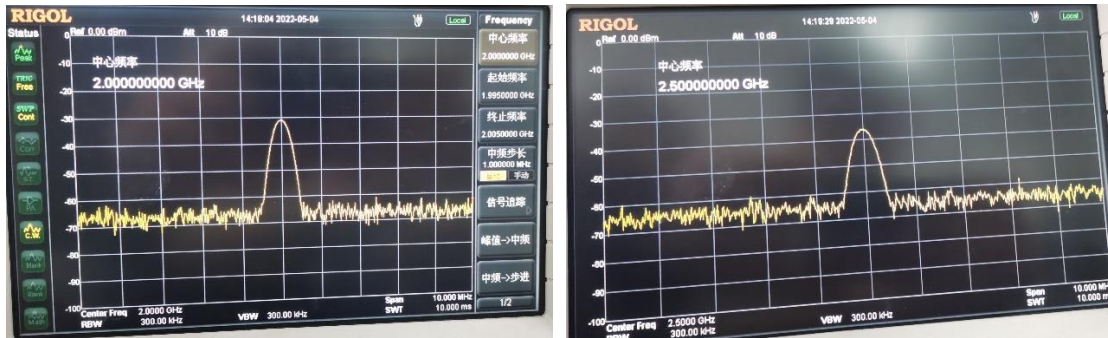 RIGOL
14:19:04 2022-05-04
Local
Frequency
Status
Ref 0.00 dBm
Att 10 dB
中心频率
2.0000000 GHz
Peak
0
-10
中心频率
2.000000000 GHz
起始频率
1.9950000 GHz
TRIG
Free
-20
SWP
Cont
-30
终止频率
2.0050000 GHz
Corr
-40
中频步长
1.000000 MHz
手动
-50
信号追踪
-60
C.W.
峰值->中频
-70
-80
中频->步进
-90
Math
-100
1/2
Center Freq 2.0000 GHz
Span 10.000 MHz
RBW 300.00 kHz
VBW 300.00 kHz
SWT 10.000 ms
RIGOL
14:19:29 2022-05-04
Local
Ref 0.00 dBm
Att 10 dB
0
-10
中心频率
2.500000000 GHz
-20
-30
-40
-50
-60
-70
-80
-90
-100
Center Freq 2.5000 GHz
Span 10.000 MHz
RBW 300.00 kHz
VBW 300.00 kHz
SWT 10.000 ms